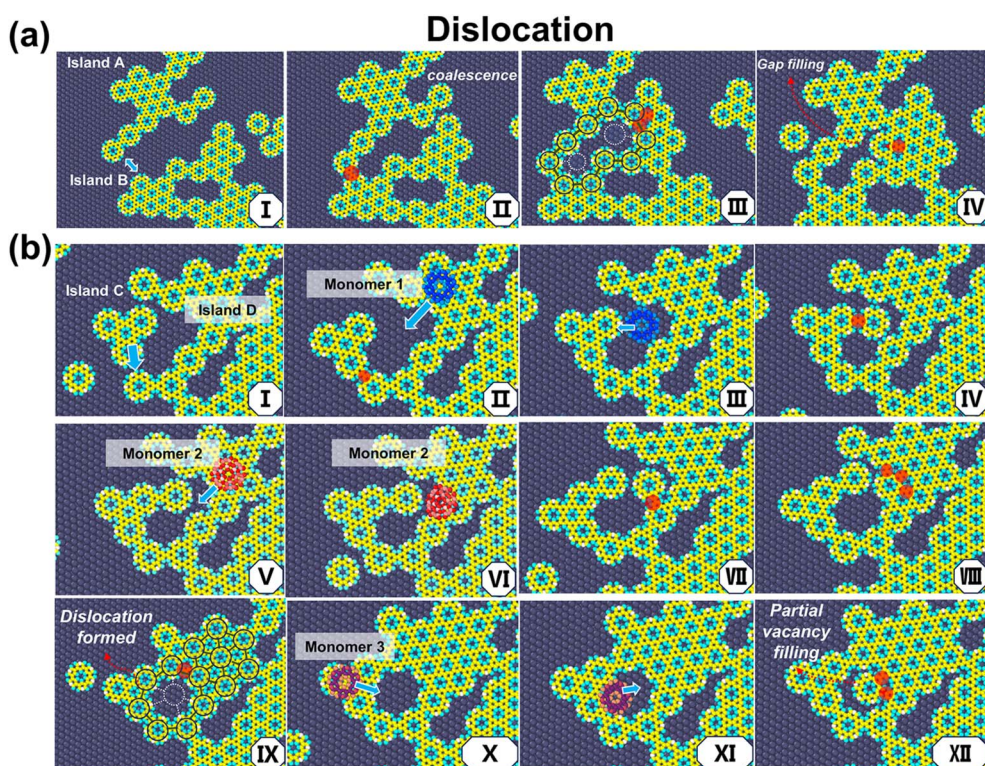 Dislocation
(a)
Island A
Island B
I
coalescence
II
III
Gap filling
IV
(b)
Island C
Island D
I
Monomer 1
II
III
IV
Monomer 2
V
Monomer 2
VI
VII
VIII
Dislocation
formed
IX
Monomer 3
X
XI
Partial
vacancy
filling
XII